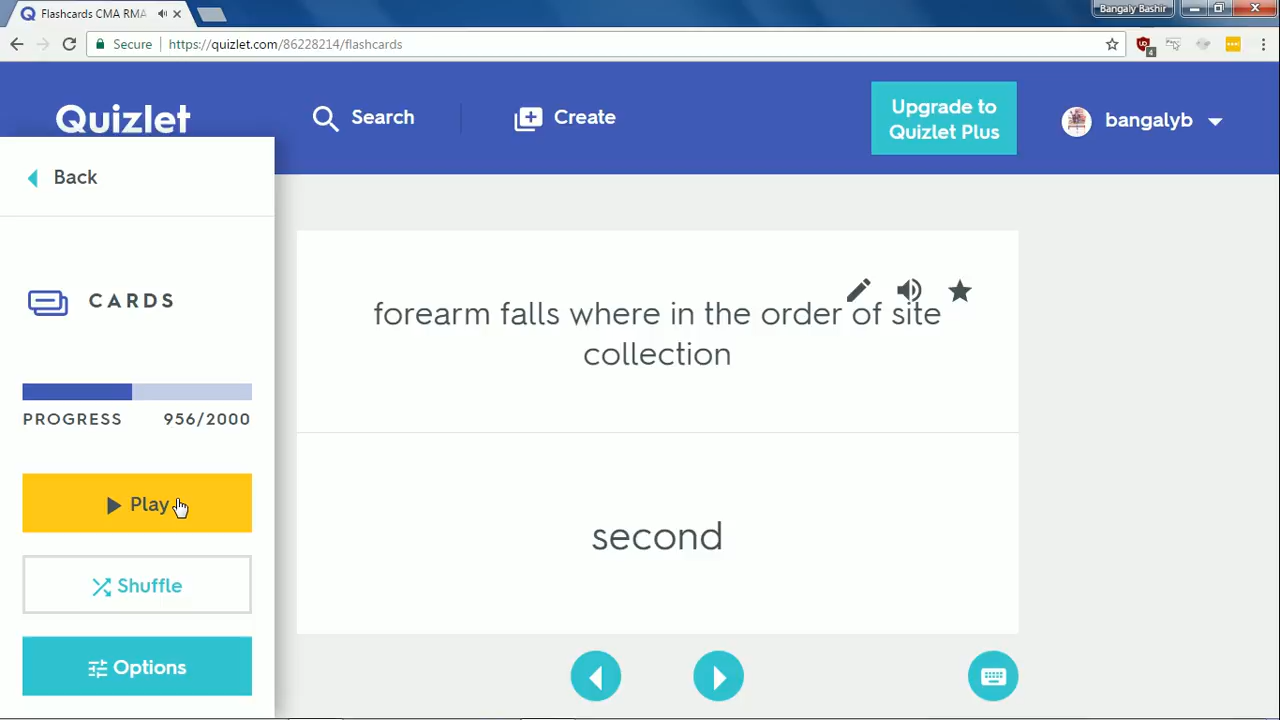 Flashcards CMA RMA
Bangaly Bashir
Secure
https://quizlet.com/86228214/flashcards
4
Quizlet
Search
Create
Upgrade to
Quizlet Plus
bangalyb
Back
CARDS
PROGRESS 956/2000
Play
Shuffle
Options
forearm falls where in the order of site
collection
second